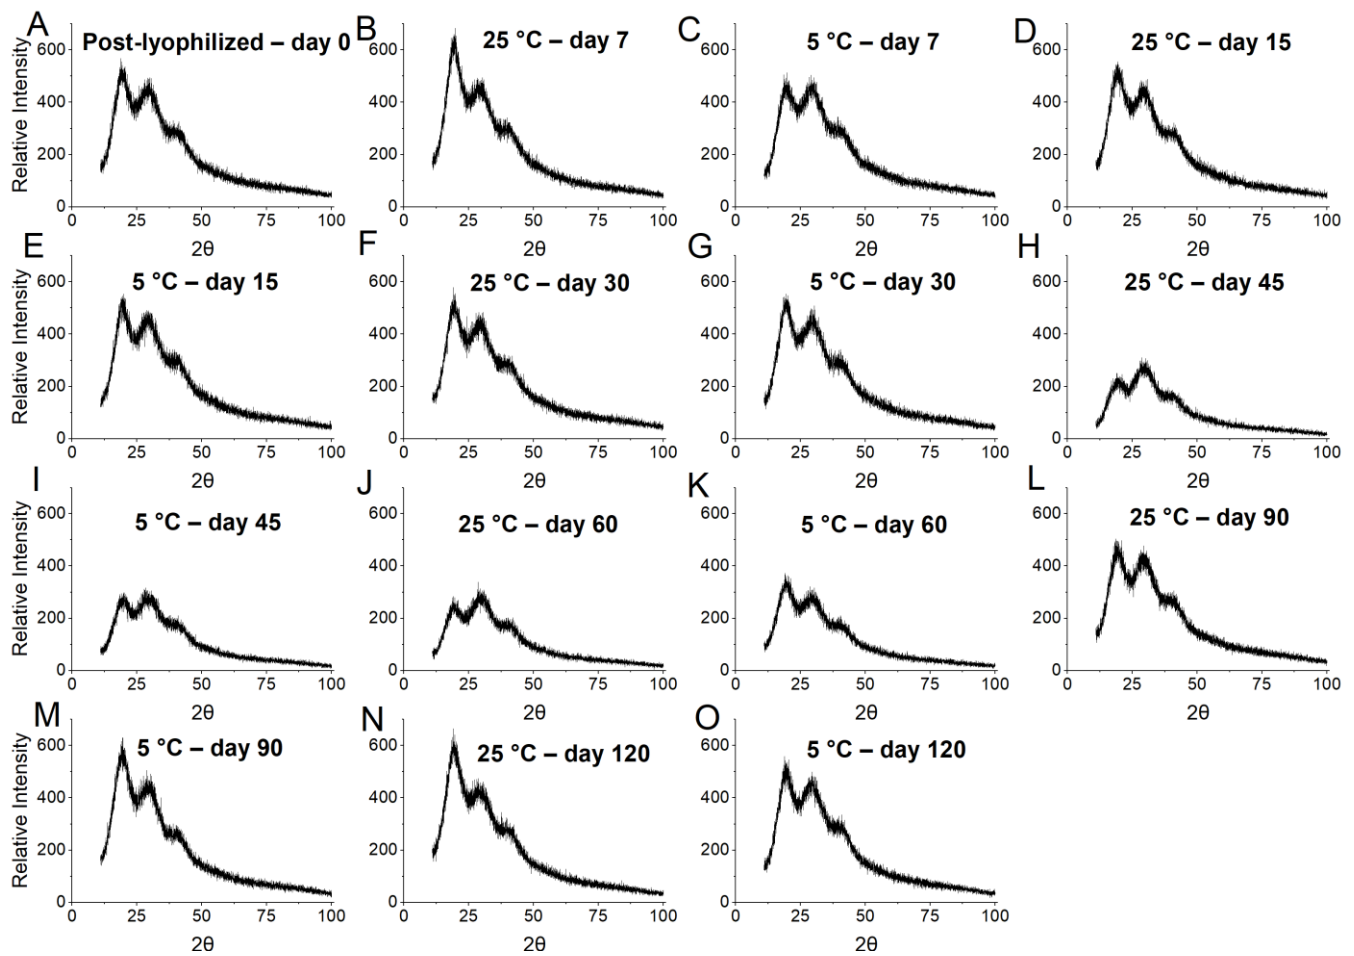 A
Post-lyophilized – day 0
B
25 °C – day 7
C
5 °C – day 7
D
25 °C – day 15
Relative Intensity
600
400
200
0
0 25 50 75 100
2θ
600
400
200
0
0 25 50 75 100
2θ
600
400
200
0
0 25 50 75 100
2θ
600
400
200
0
0 25 50 75 100
2θ
E
5 °C – day 15
F
25 °C – day 30
G
5 °C – day 30
H
25 °C – day 45
Relative Intensity
600
400
200
0
0 25 50 75 100
2θ
600
400
200
0
0 25 50 75 100
2θ
600
400
200
0
0 25 50 75 100
2θ
600
400
200
0
0 25 50 75 100
2θ
I
5 °C – day 45
J
25 °C – day 60
K
5 °C – day 60
L
25 °C – day 90
Relative Intensity
600
400
200
0
0 25 50 75 100
2θ
600
400
200
0
0 25 50 75 100
2θ
600
400
200
0
0 25 50 75 100
2θ
600
400
200
0
0 25 50 75 100
2θ
M
5 °C – day 90
N
25 °C – day 120
O
5 °C – day 120
Relative Intensity
600
400
200
0
0 25 50 75 100
2θ
600
400
200
0
0 25 50 75 100
2θ
600
400
200
0
0 25 50 75 100
2θ